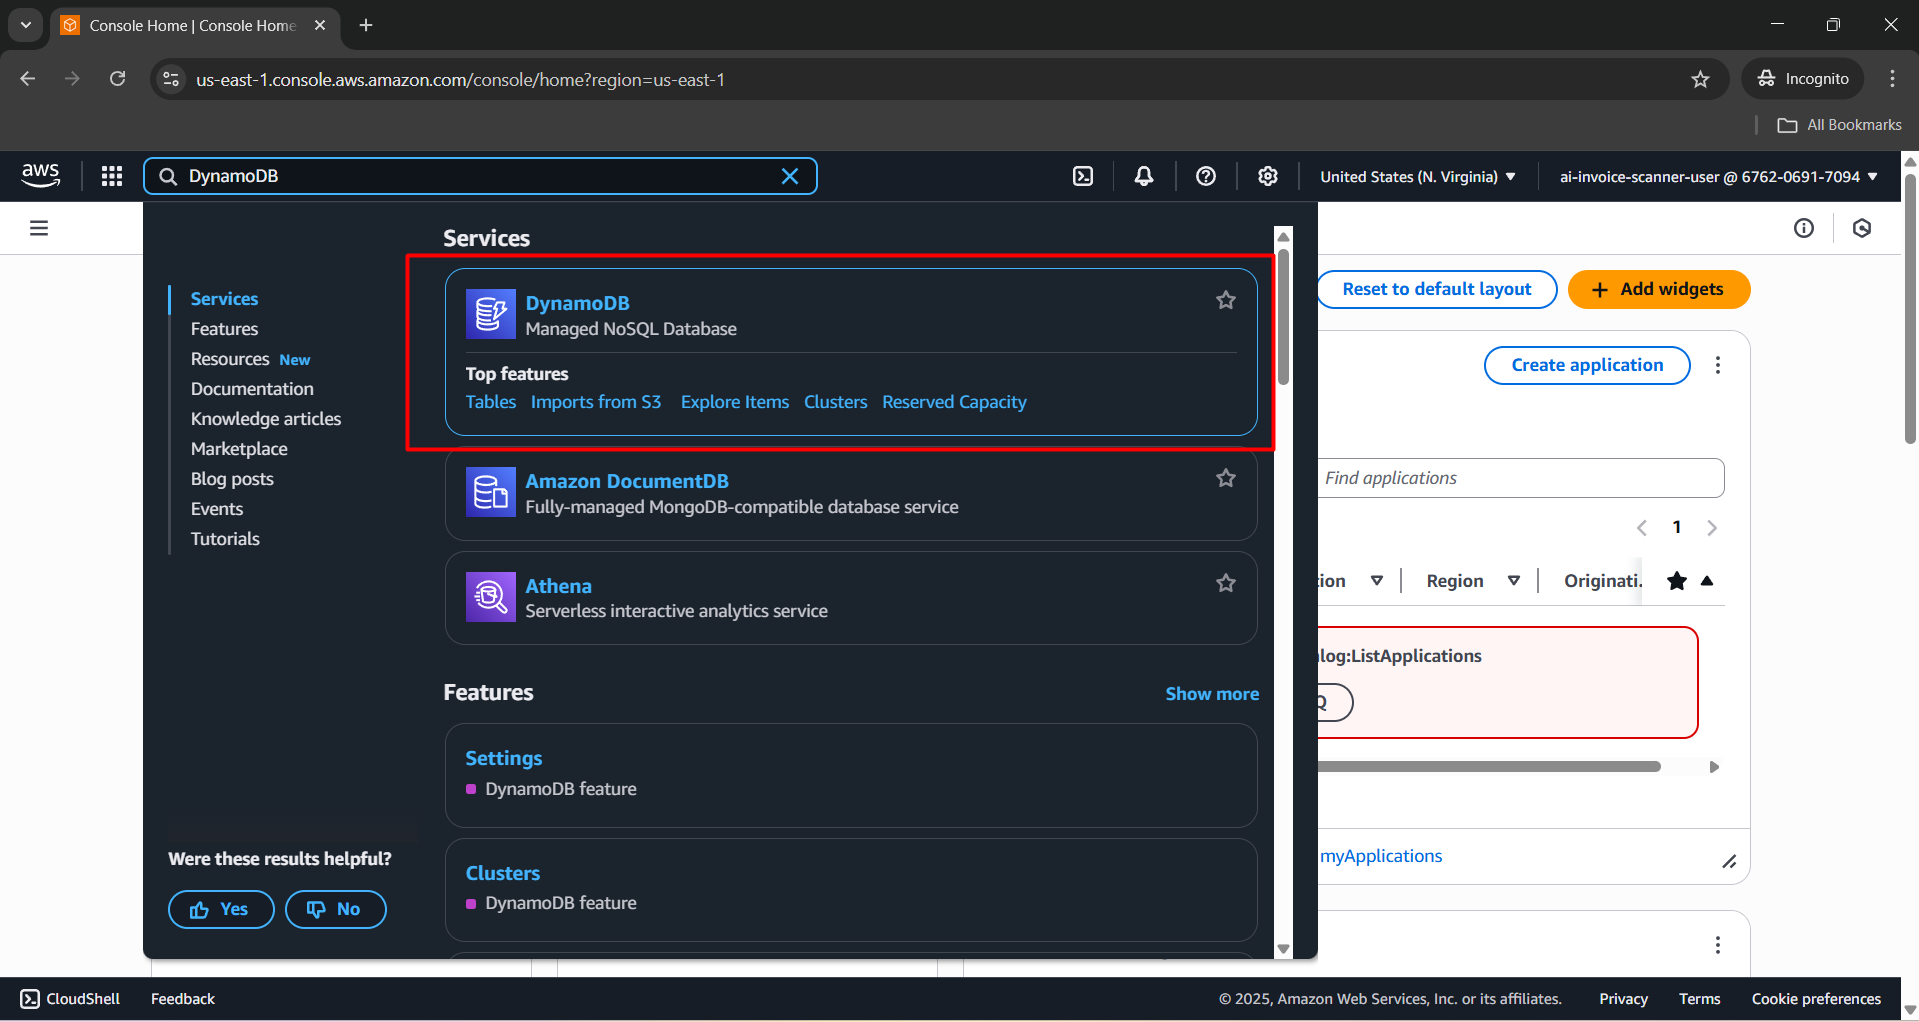 Console Home | Console Home
us-east-1.console.aws.amazon.com/console/home?region=us-east-1
Incognito
All Bookmarks
aws
DynamoDB
United States (N. Virginia)
ai-invoice-scanner-user @ 6762-0691-7094
Services
Features
Resources New
Documentation
Knowledge articles
Marketplace
Blog posts
Events
Tutorials
Were these results helpful?
Yes
No
Services
DynamoDB
Managed NoSQL Database
Top features
Tables Imports from S3 Explore Items Clusters Reserved Capacity
Amazon DocumentDB
Fully-managed MongoDB-compatible database service
Athena
Serverless interactive analytics service
Features
Show more
Settings
DynamoDB feature
Clusters
DynamoDB feature
Reset to default layout
Add widgets
Create application
Find applications
1
tion
Region
Originati.
log:ListApplications
Q
myApplications
CloudShell
Feedback
© 2025, Amazon Web Services, Inc. or its affiliates.
Privacy
Terms
Cookie preferences